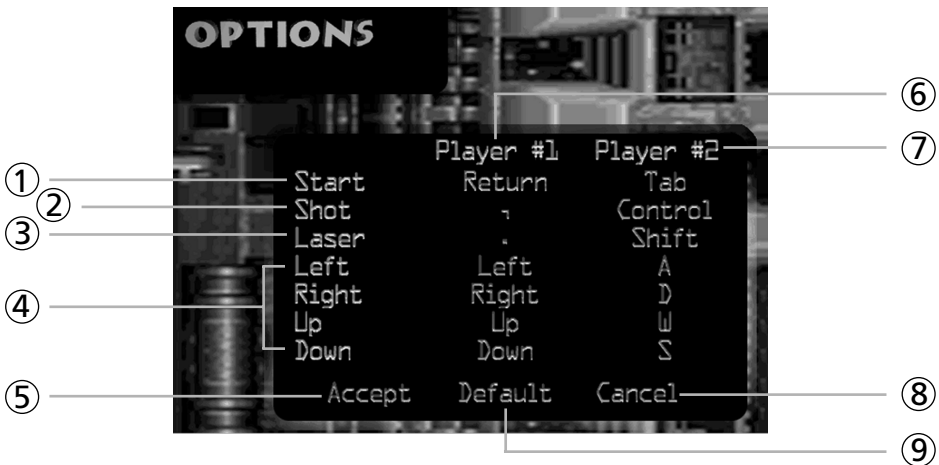 OPTIONS
⑥
Player #1 Player #2 ⑦
① Start Return Tab
② Shot , Control
③ Laser . Shift
Left Left A
④ Right Right D
Up Up W
Down Down S
⑤ Accept Default Cancel ⑧
⑨